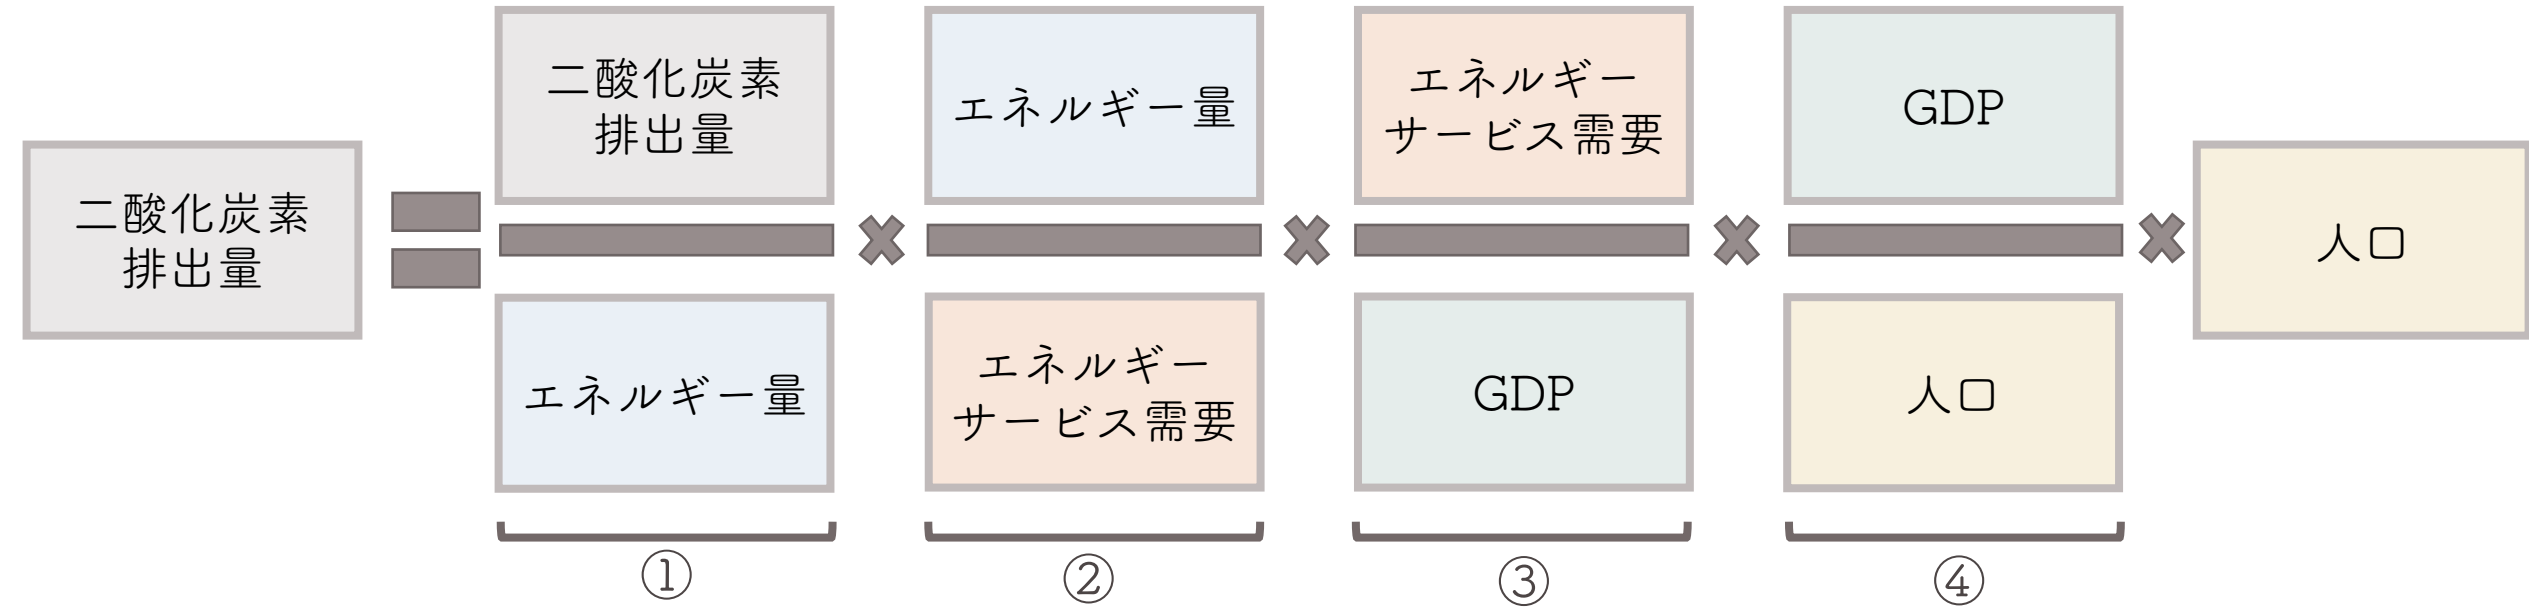 二酸化炭素
排出量
二酸化炭素
排出量
エネルギー量
エネルギー量
エネルギー
サービス需要
エネルギー
サービス需要
GDP
GDP
人口
人口
①
②
③
④